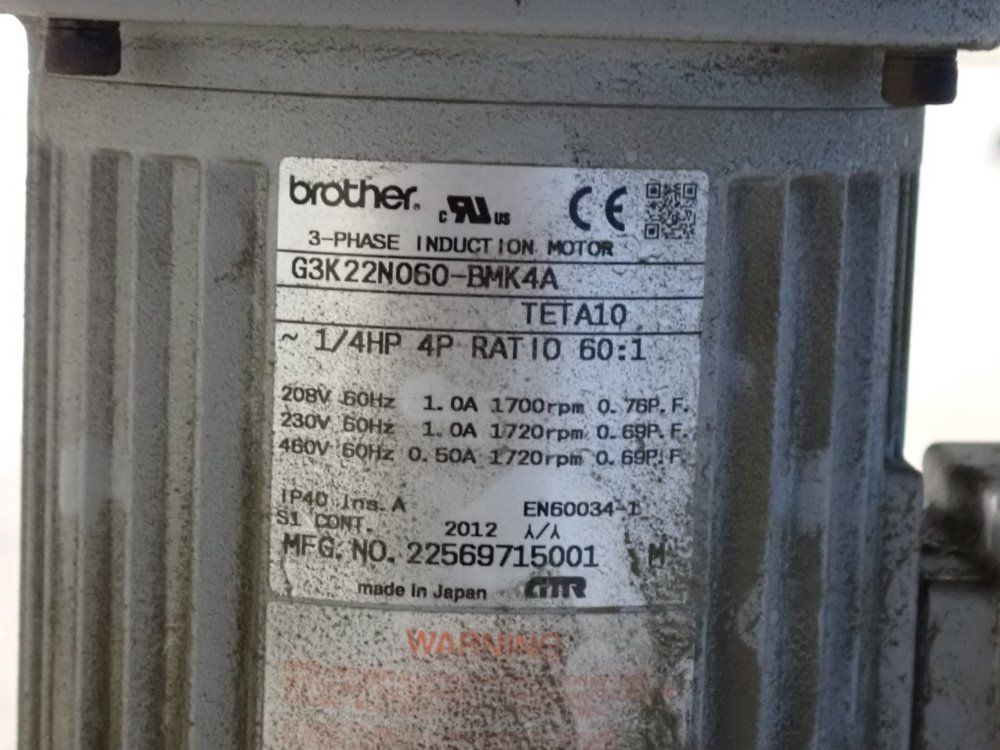 brother.
c RU us CE
3-PHASE INDUCTION MOTOR
G3K22N060-BMK4A
TETA10
~ 1/4HP 4P RATIO 60:1
208V 60Hz 1.0A 1700rpm 0.76P.F.
230V 60Hz 1.0A 1720rpm 0.69P.F.
460V 60Hz 0.50A 1720rpm 0.69P.F.
IP40 Ins.A EN60034-1
S1 CONT. 2012 ⅄/⅄
MFG.NO. 22569715001 M
made in Japan GTR
WARNING